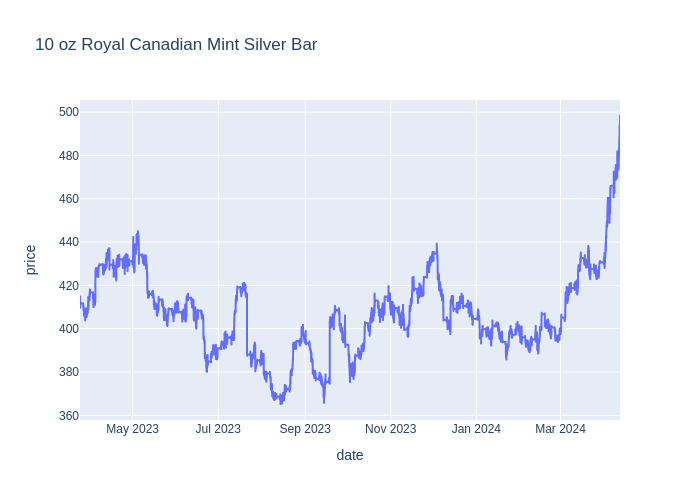 10 oz Royal Canadian Mint Silver Bar
500
480
460
440
420
400
380
360
price
May 2023
Jul 2023
Sep 2023
Nov 2023
Jan 2024
Mar 2024
date